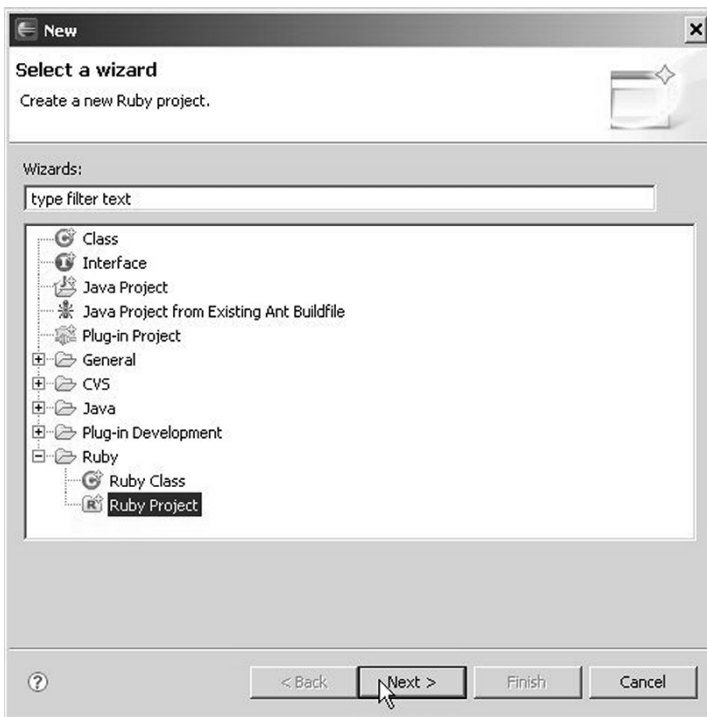 New
Select a wizard
Create a new Ruby project.
Wizards:
type filter text
Class
Interface
Java Project
Java Project from Existing Ant Buildfile
Plug-in Project
General
CVS
Java
Plug-in Development
Ruby
Ruby Class
Ruby Project
< Back Next > Finish Cancel